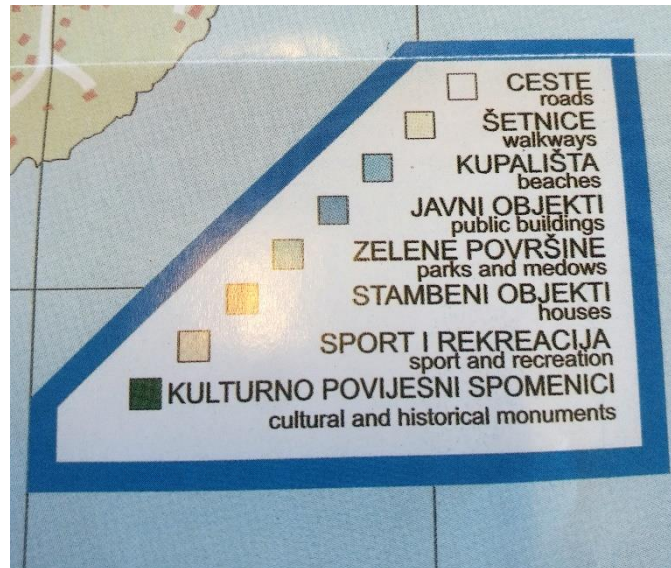 CESTE
roads
ŠETNICE
walkways
KUPALIŠTA
beaches
JAVNI OBJEKTI
public buildings
ZELENE POVRŠINE
parks and medows
STAMBENI OBJEKTI
houses
SPORT I REKREACIJA
sport and recreation
KULTURNO POVIJESNI SPOMENICI
cultural and historical monuments